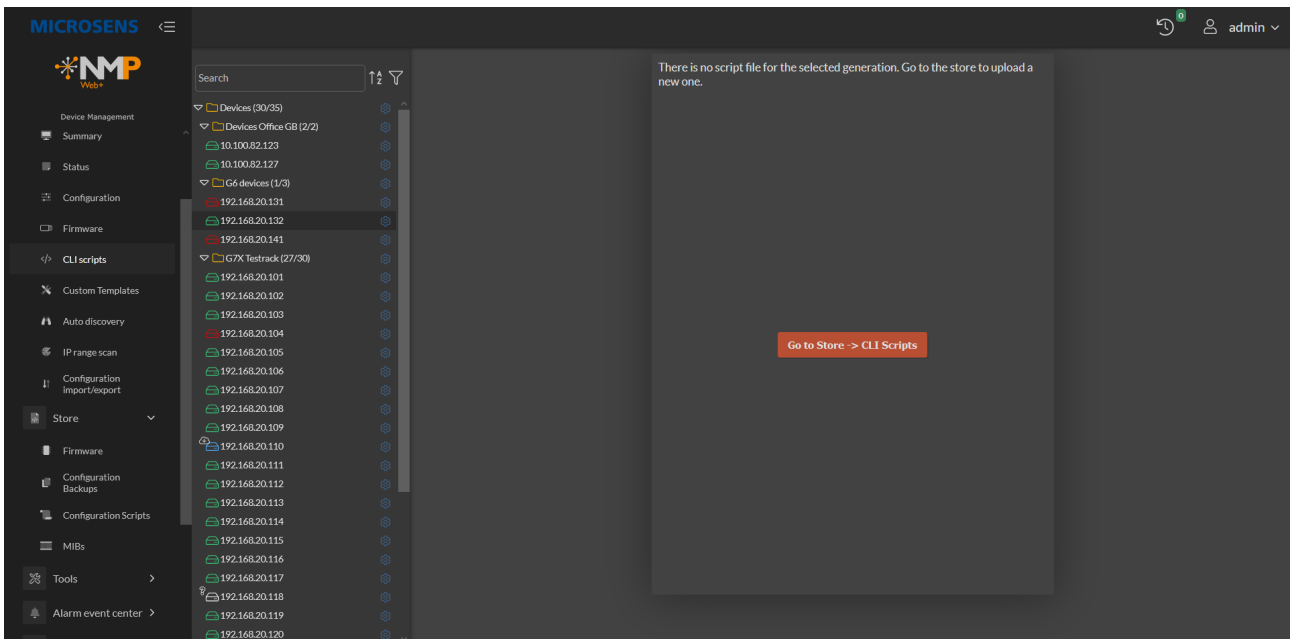 MICROSENS
0
admin
NMP
Web+
Device Management
Summary
Status
Configuration
Firmware
CLI scripts
Custom Templates
Auto discovery
IP range scan
Configuration
import/export
Store
Firmware
Configuration
Backups
Configuration Scripts
MIBs
Tools
Alarm event center
Search
Devices (30/35)
Devices Office GB (2/2)
10.100.82.123
10.100.82.127
G6 devices (1/3)
192.168.20.131
192.168.20.132
192.168.20.141
G7X Testrack (27/30)
192.168.20.101
192.168.20.102
192.168.20.103
192.168.20.104
192.168.20.105
192.168.20.106
192.168.20.107
192.168.20.108
192.168.20.109
192.168.20.110
192.168.20.111
192.168.20.112
192.168.20.113
192.168.20.114
192.168.20.115
192.168.20.116
192.168.20.117
192.168.20.118
192.168.20.119
192.168.20.120
There is no script file for the selected generation. Go to the store to upload a
new one.
Go to Store -> CLI Scripts